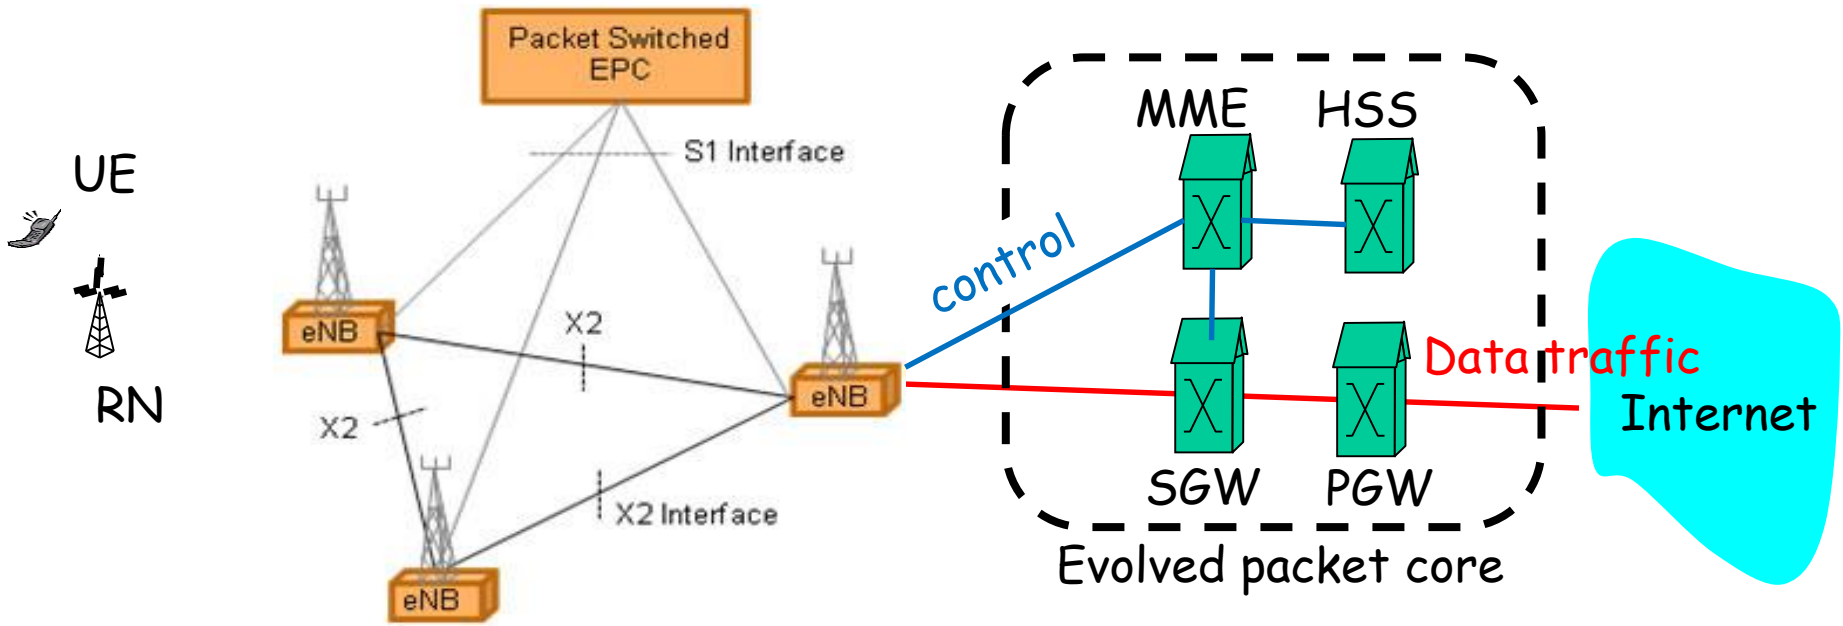 Packet Switched
EPC
S1 Interface
UE
RN
eNB
X2
X2
eNB
X2 Interface
eNB
control
MME
HSS
Data traffic
Internet
SGW
PGW
Evolved packet core